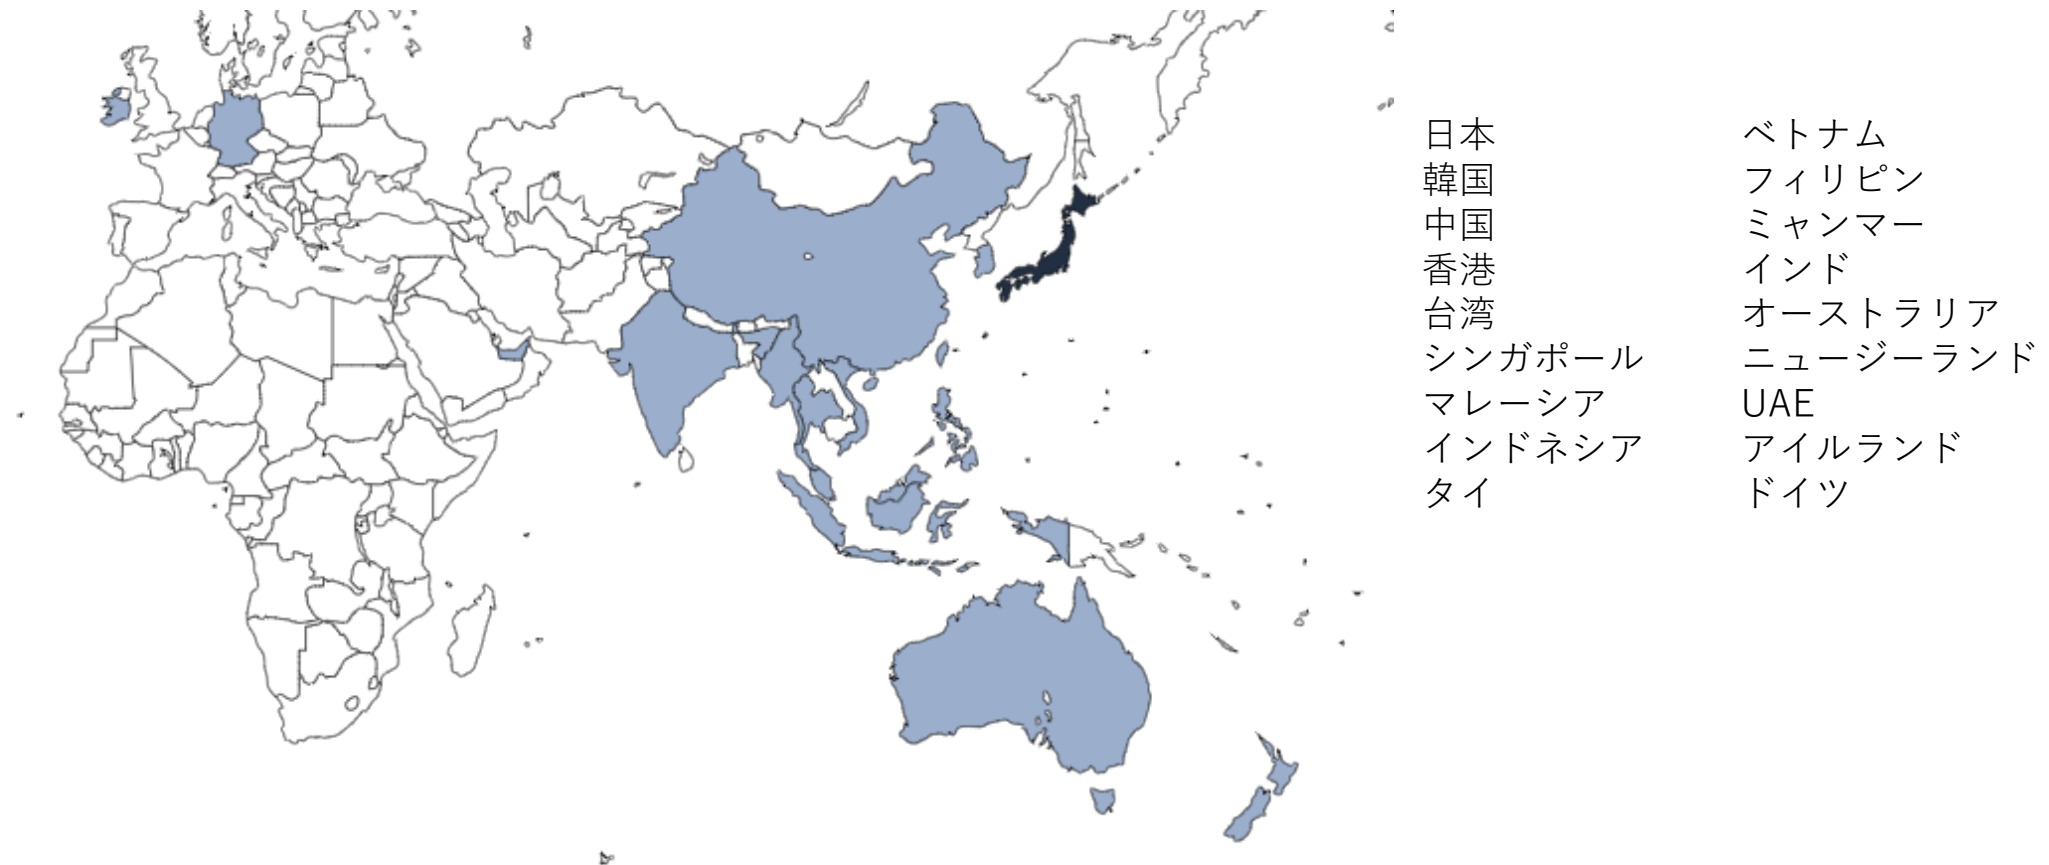 日本
韓国
中国
香港
台湾
シンガポール
マレーシア
インドネシア
タイ
ベトナム
フィリピン
ミャンマー
インド
オーストラリア
ニュージーランド
UAE
アイルランド
ドイツ